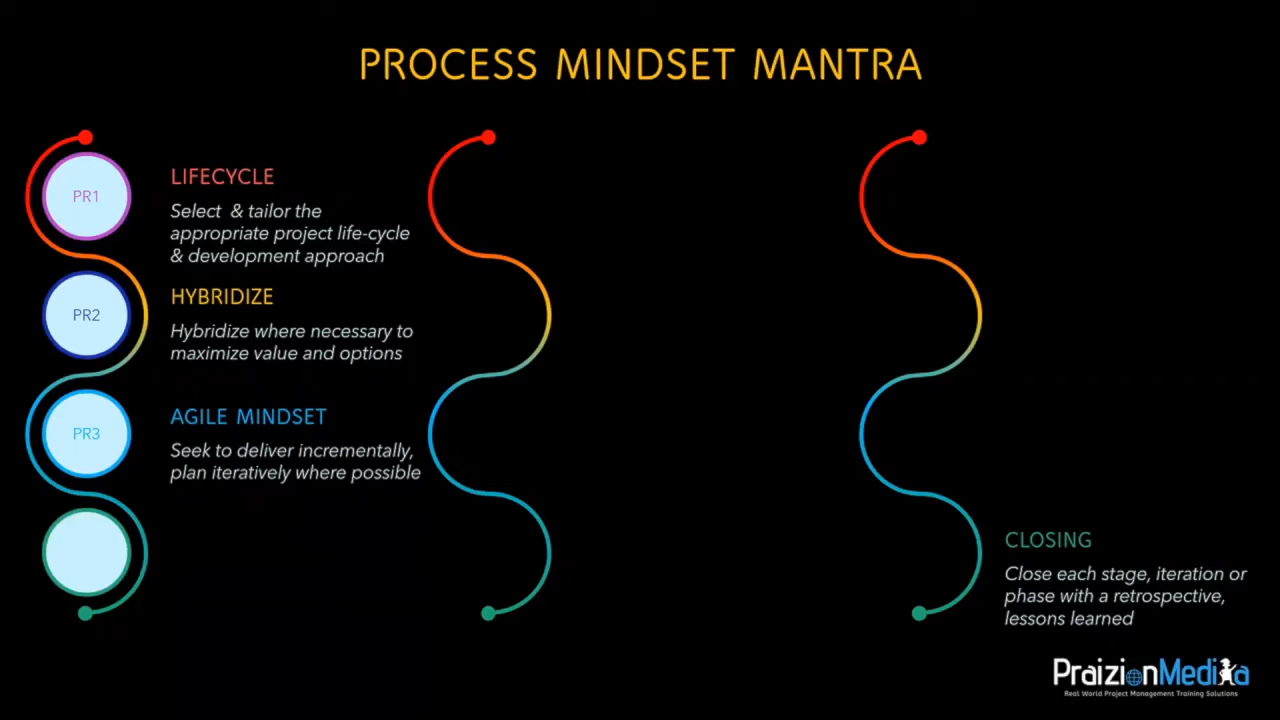 PROCESS MINDSET MANTRA
PR1
LIFECYCLE
Select & tailor the
appropriate project life-cycle
& development approach
PR2
HYBRIDIZE
Hybridize where necessary to
maximize value and options
PR3
AGILE MINDSET
Seek to deliver incrementally,
plan iteratively where possible
CLOSING
Close each stage, iteration or
phase with a retrospective,
lessons learned
PraizionMedia
Real World Project Management Training Solutions